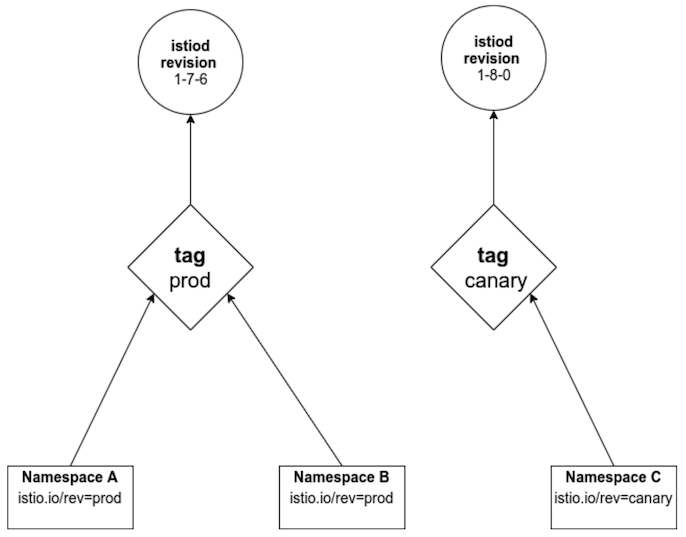 istiod
revision
1-7-6
istiod
revision
1-8-0
tag
prod
tag
canary
Namespace A
istio.io/rev=prod
Namespace B
istio.io/rev=prod
Namespace C
istio.io/rev=canary